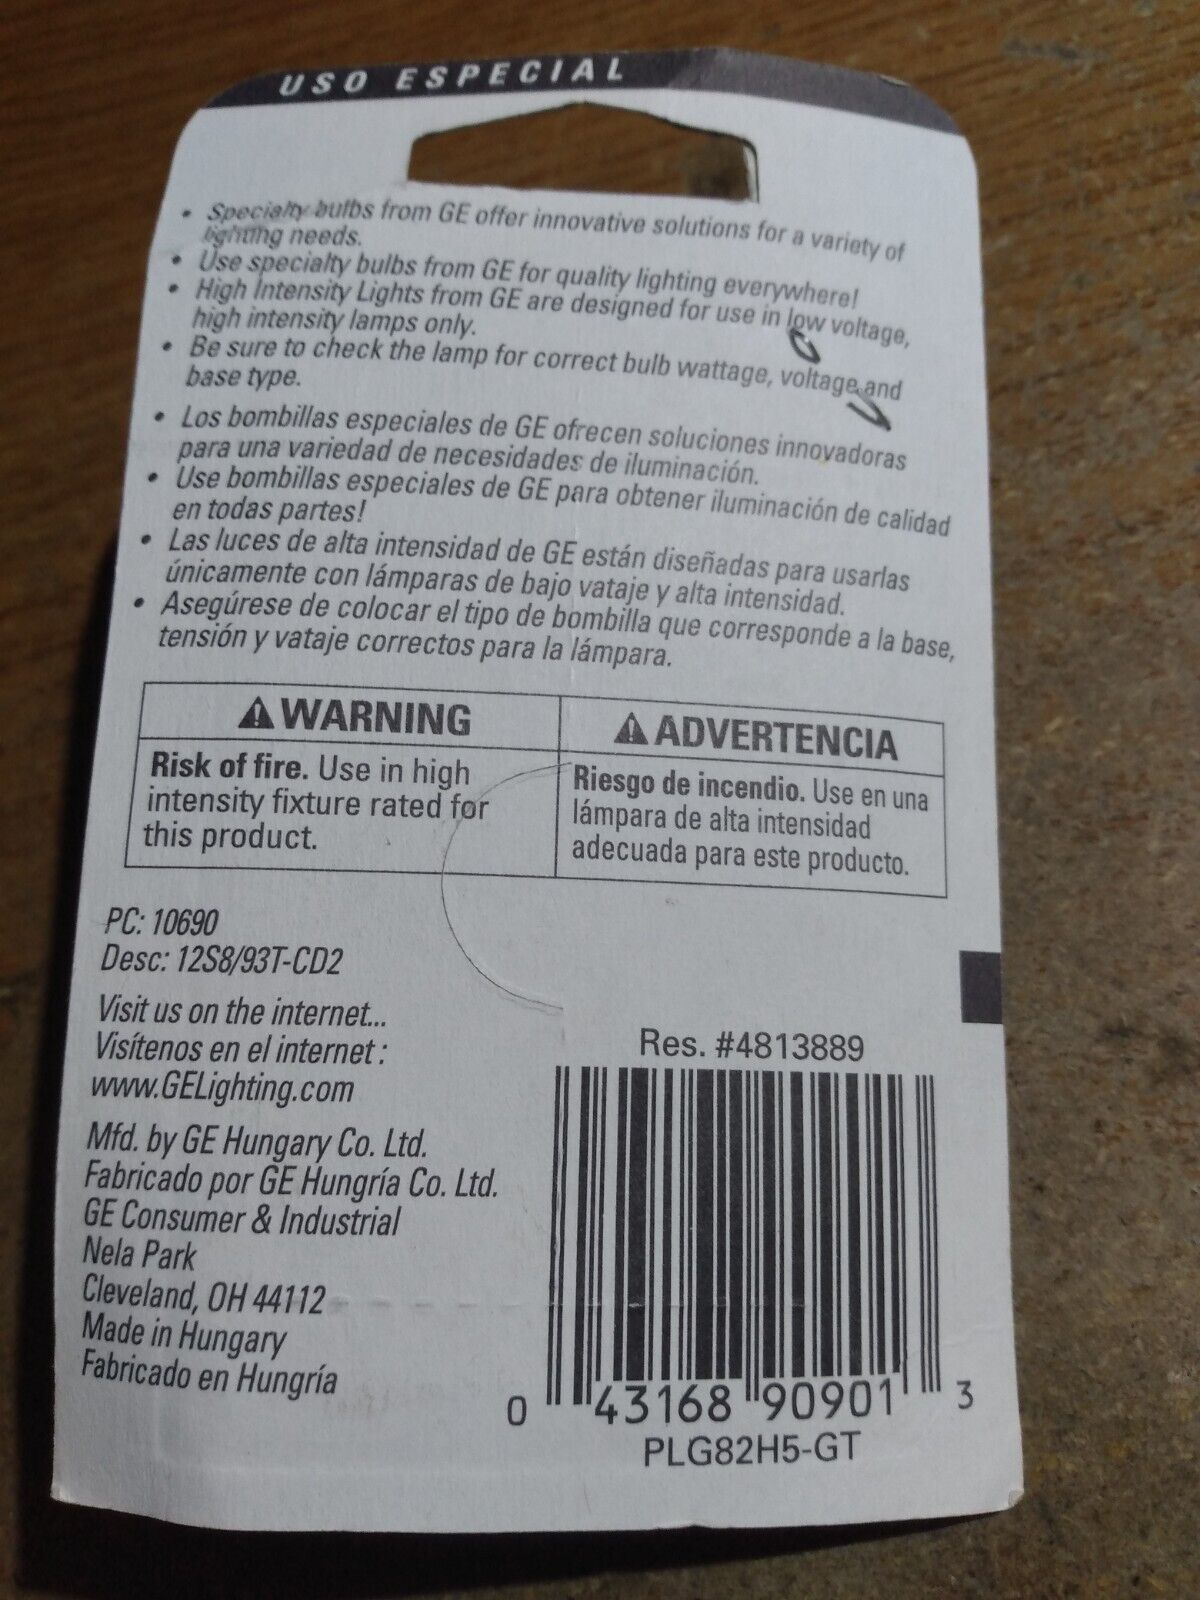 USO ESPECIAL
• Specialty bulbs from GE offer innovative solutions for a variety of
lighting needs.
• Use specialty bulbs from GE for quality lighting everywhere!
• High Intensity Lights from GE are designed for use in low voltage,
high intensity lamps only.
• Be sure to check the lamp for correct bulb wattage, voltage and
base type.
• Los bombillas especiales de GE ofrecen soluciones innovadoras
para una variedad de necesidades de iluminación.
• Use bombillas especiales de GE para obtener iluminación de calidad
en todas partes!
• Las luces de alta intensidad de GE están diseñadas para usarlas
únicamente con lámparas de bajo vataje y alta intensidad.
• Asegúrese de colocar el tipo de bombilla que corresponde a la base,
tensión y vataje correctos para la lámpara.
⚠ WARNING
Risk of fire. Use in high
intensity fixture rated for
this product.
⚠ ADVERTENCIA
Riesgo de incendio. Use en una
lámpara de alta intensidad
adecuada para este producto.
PC: 10690
Desc: 12S8/93T-CD2
Visit us on the internet...
Visítenos en el internet :
www.GELighting.com
Mfd. by GE Hungary Co. Ltd.
Fabricado por GE Hungría Co. Ltd.
GE Consumer & Industrial
Nela Park
Cleveland, OH 44112
Made in Hungary
Fabricado en Hungría
Res. #4813889
0 43168 90901 3
PLG82H5-GT